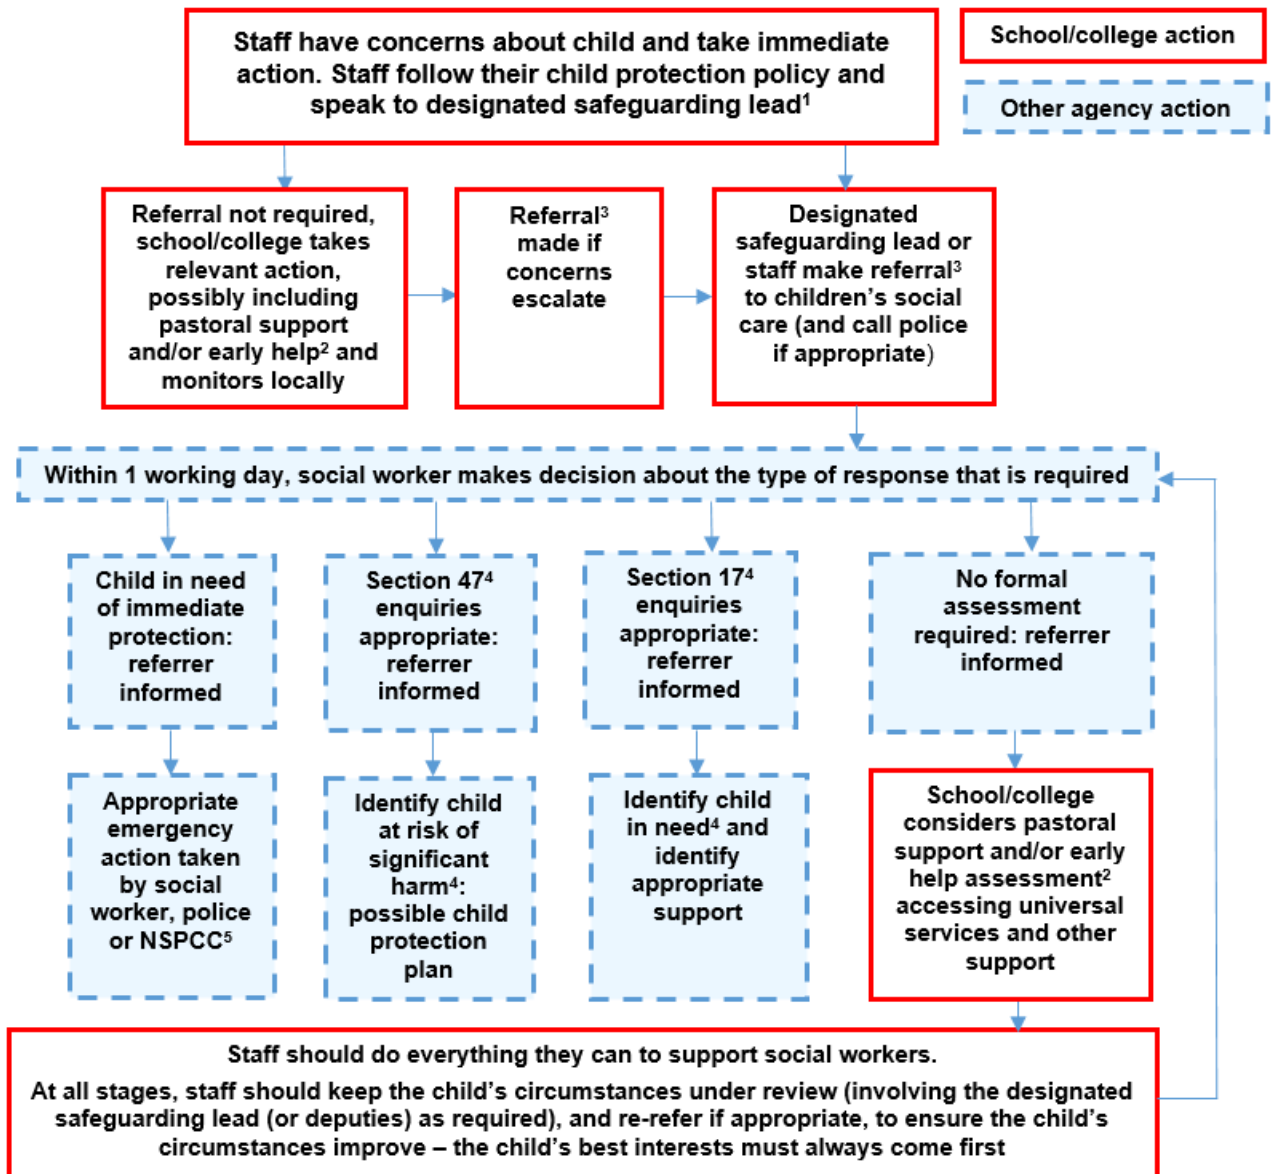 Staff have concerns about child and take immediate
action. Staff follow their child protection policy and
speak to designated safeguarding lead¹
School/college action
Other agency action
Referral not required,
school/college takes
relevant action,
possibly including
pastoral support
and/or early help² and
monitors locally
Referral³
made if
concerns
escalate
Designated
safeguarding lead or
staff make referral³
to children’s social
care (and call police
if appropriate)
Within 1 working day, social worker makes decision about the type of response that is required
Child in need
of immediate
protection:
referrer
informed
Section 47⁴
enquiries
appropriate:
referrer
informed
Section 17⁴
enquiries
appropriate:
referrer
informed
No formal
assessment
required: referrer
informed
Appropriate
emergency
action taken
by social
worker, police
or NSPCC⁵
Identify child
at risk of
significant
harm⁴:
possible child
protection
plan
Identify child
in need⁴ and
identify
appropriate
support
School/college
considers pastoral
support and/or early
help assessment²
accessing universal
services and other
support
Staff should do everything they can to support social workers.
At all stages, staff should keep the child’s circumstances under review (involving the designated
safeguarding lead (or deputies) as required), and re-refer if appropriate, to ensure the child’s
circumstances improve – the child’s best interests must always come first